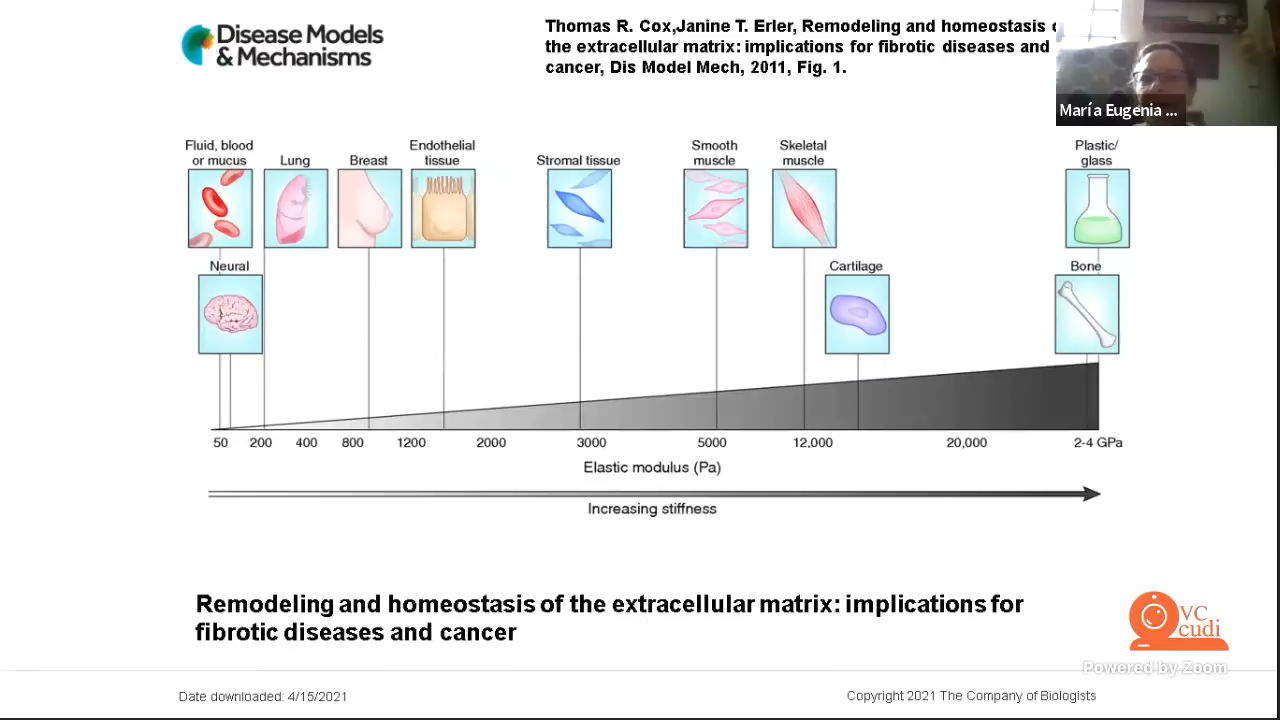 Disease Models
& Mechanisms
Thomas R. Cox,Janine T. Erler, Remodeling and homeostasis
the extracellular matrix: implications for fibrotic diseases and
cancer, Dis Model Mech, 2011, Fig. 1.
María Eugenia ...
Fluid, blood
or mucus
Lung
Breast
Endothelial
tissue
Stromal tissue
Smooth
muscle
Skeletal
muscle
Plastic/
glass
Neural
Cartilage
Bone
50 200 400 800 1200 2000 3000 5000 12,000 20,000 2-4 GPa
Elastic modulus (Pa)
Increasing stiffness
Remodeling and homeostasis of the extracellular matrix: implications for
fibrotic diseases and cancer
VC
cudi
Powered by Zoom
Date downloaded: 4/15/2021
Copyright 2021 The Company of Biologists